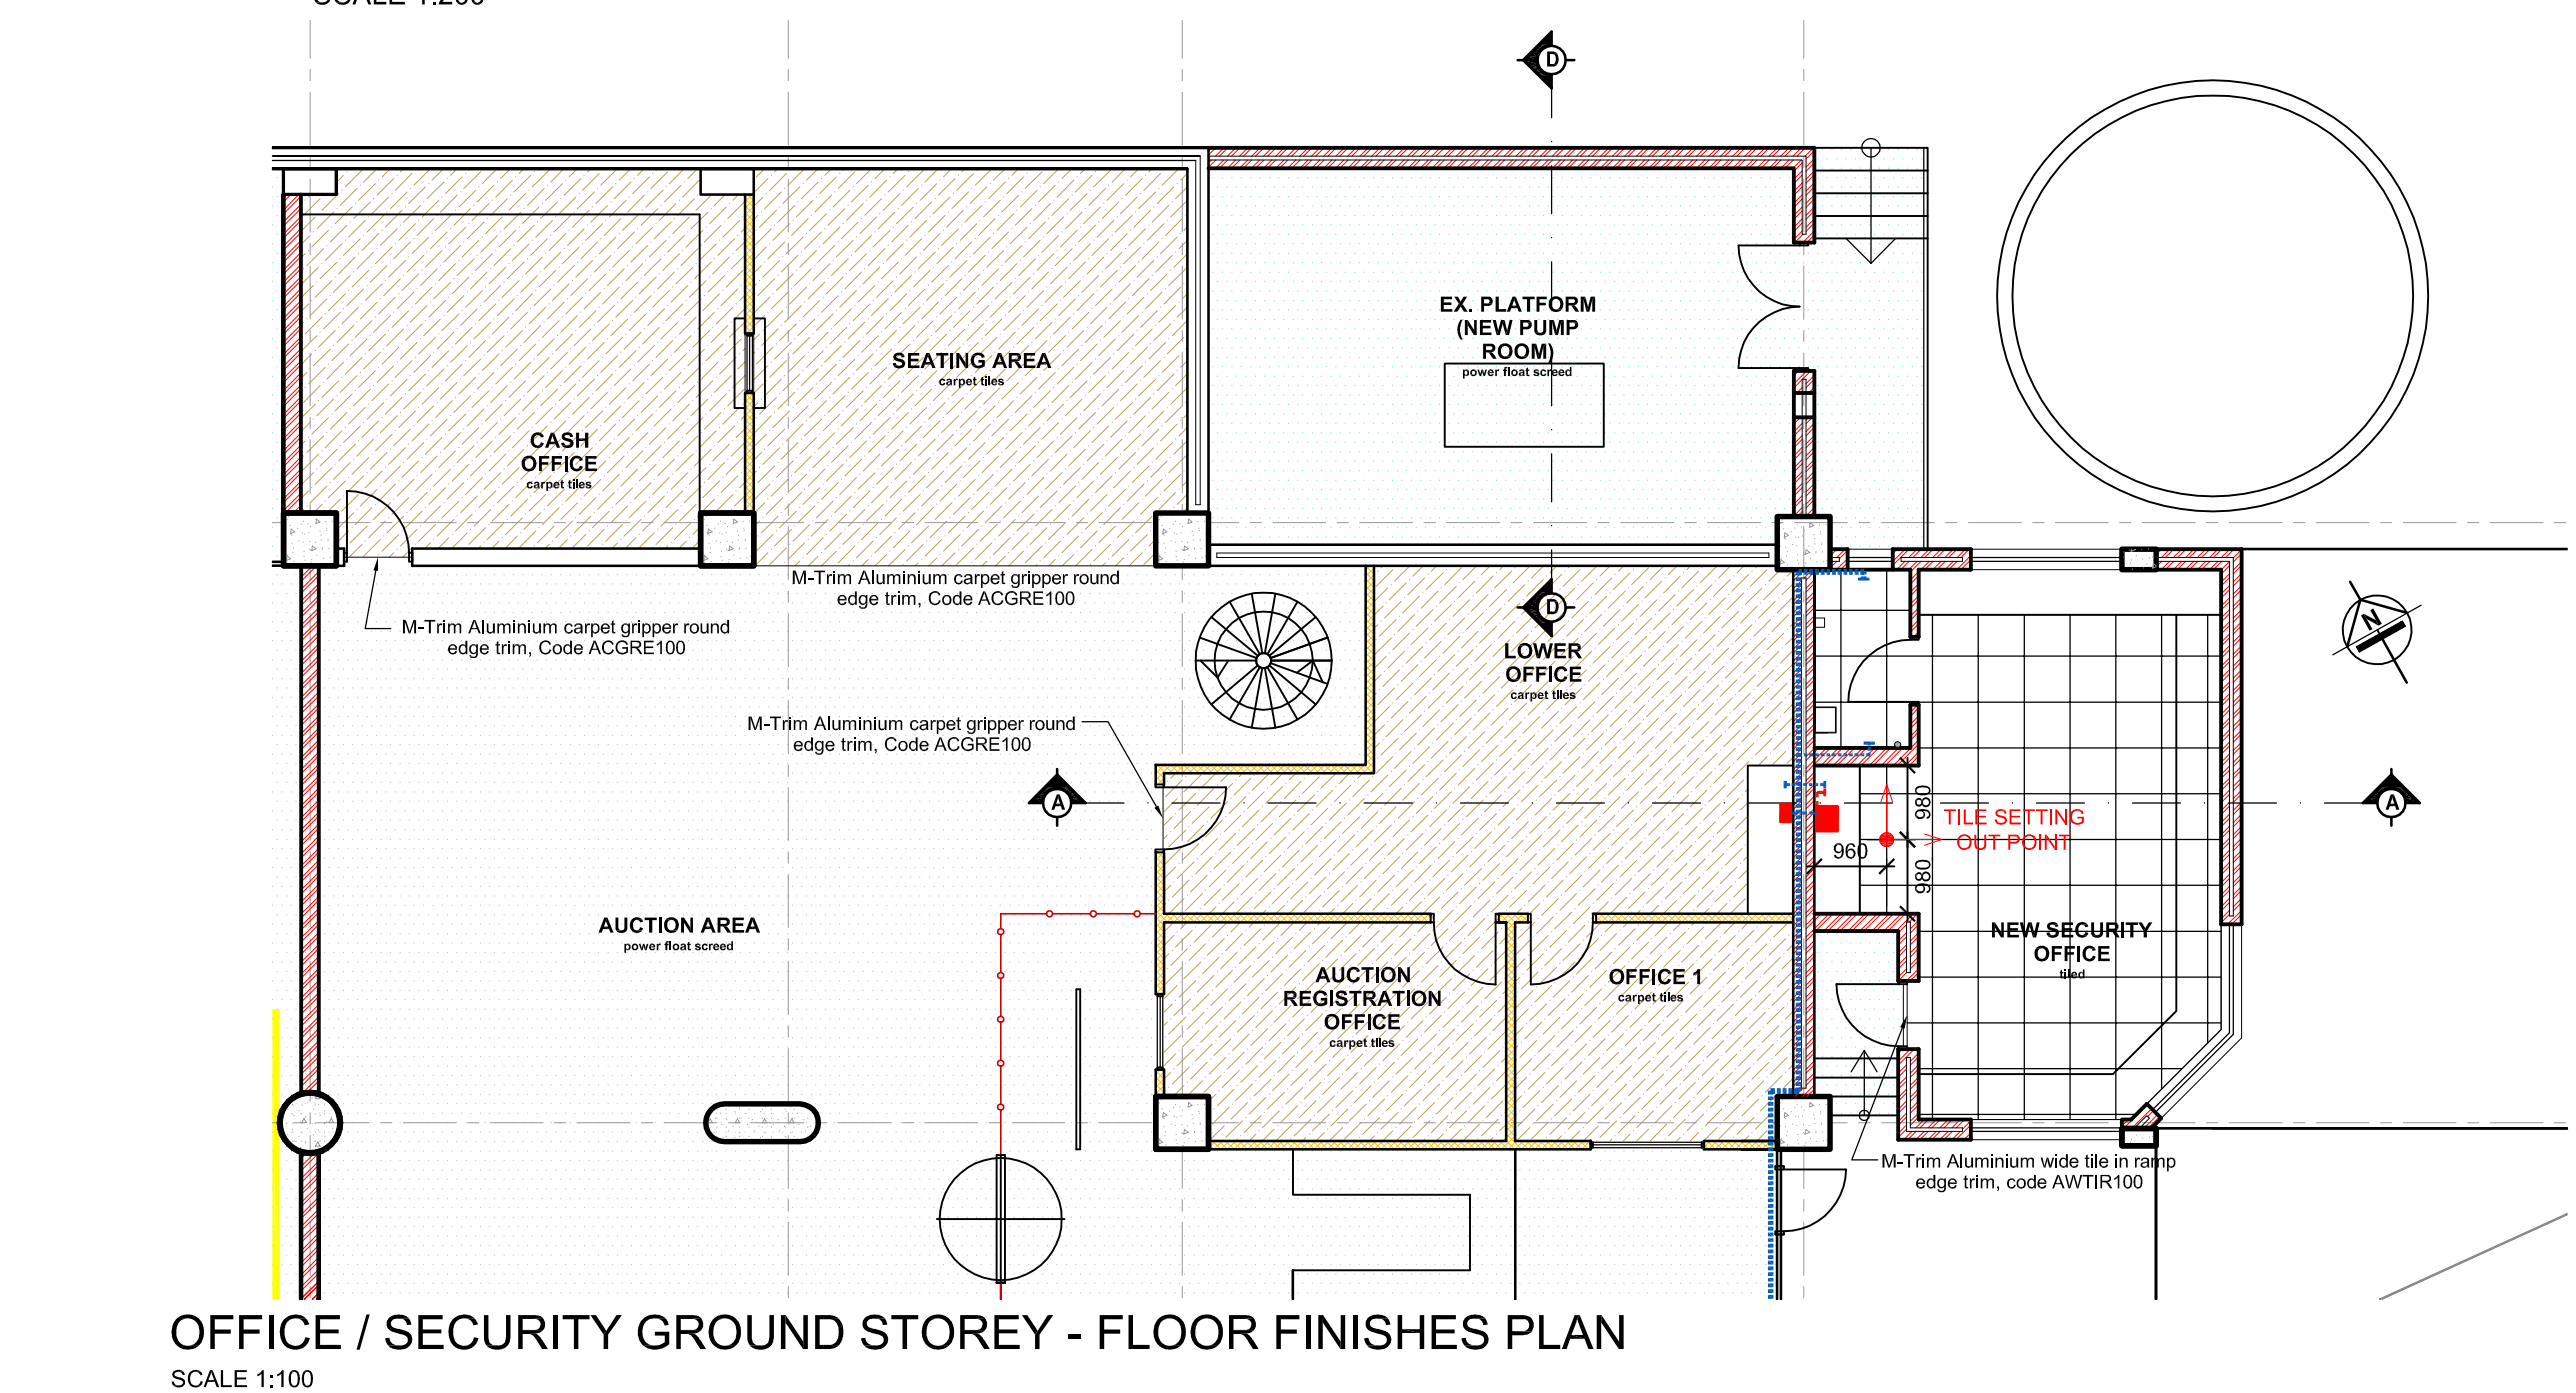 SCALE 1:200
D
EX. PLATFORM
(NEW PUMP
ROOM)
power float screed
SEATING AREA
carpet tiles
CASH
OFFICE
carpet tiles
M-Trim Aluminium carpet gripper round
edge trim, Code ACGRE100
M-Trim Aluminium carpet gripper round
edge trim, Code ACGRE100
D
LOWER
OFFICE
carpet tiles
N
M-Trim Aluminium carpet gripper round
edge trim, Code ACGRE100
A
A
980
TILE SETTING
OUT POINT
960
980
AUCTION AREA
power float screed
NEW SECURITY
OFFICE
tiled
AUCTION
REGISTRATION
OFFICE
carpet tiles
OFFICE 1
carpet tiles
M-Trim Aluminium wide tile in ramp
edge trim, code AWTIR100
OFFICE / SECURITY GROUND STOREY - FLOOR FINISHES PLAN
SCALE 1:100